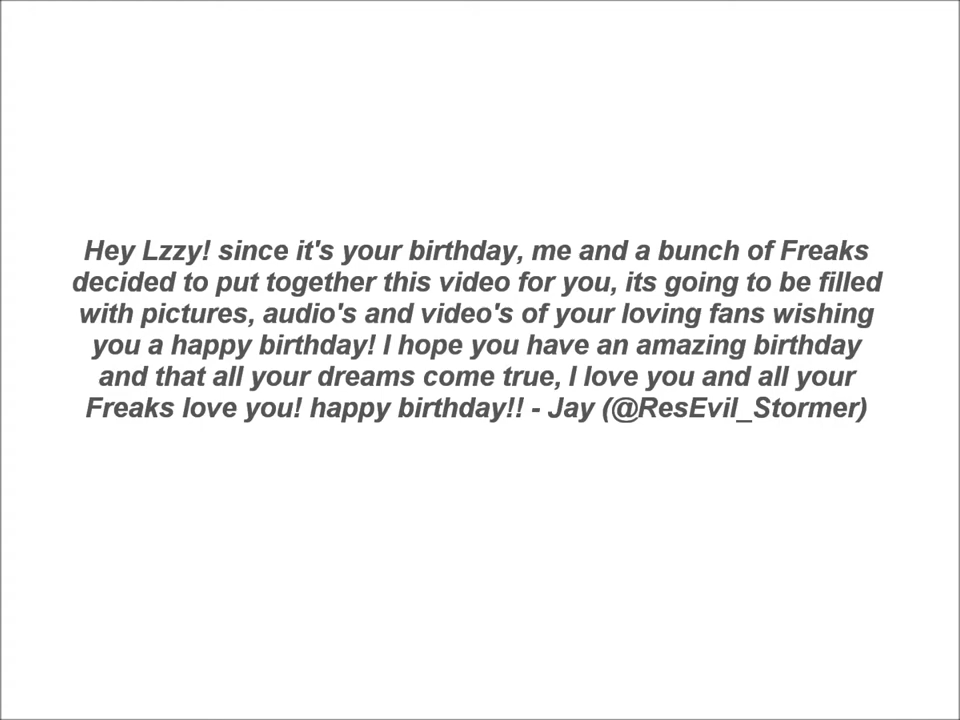 Hey Lzzy! since it's your birthday, me and a bunch of Freaks
decided to put together this video for you, its going to be filled
with pictures, audio's and video's of your loving fans wishing
you a happy birthday! I hope you have an amazing birthday
and that all your dreams come true, I love you and all your
Freaks love you! happy birthday!! - Jay (@ResEvil_Stormer)